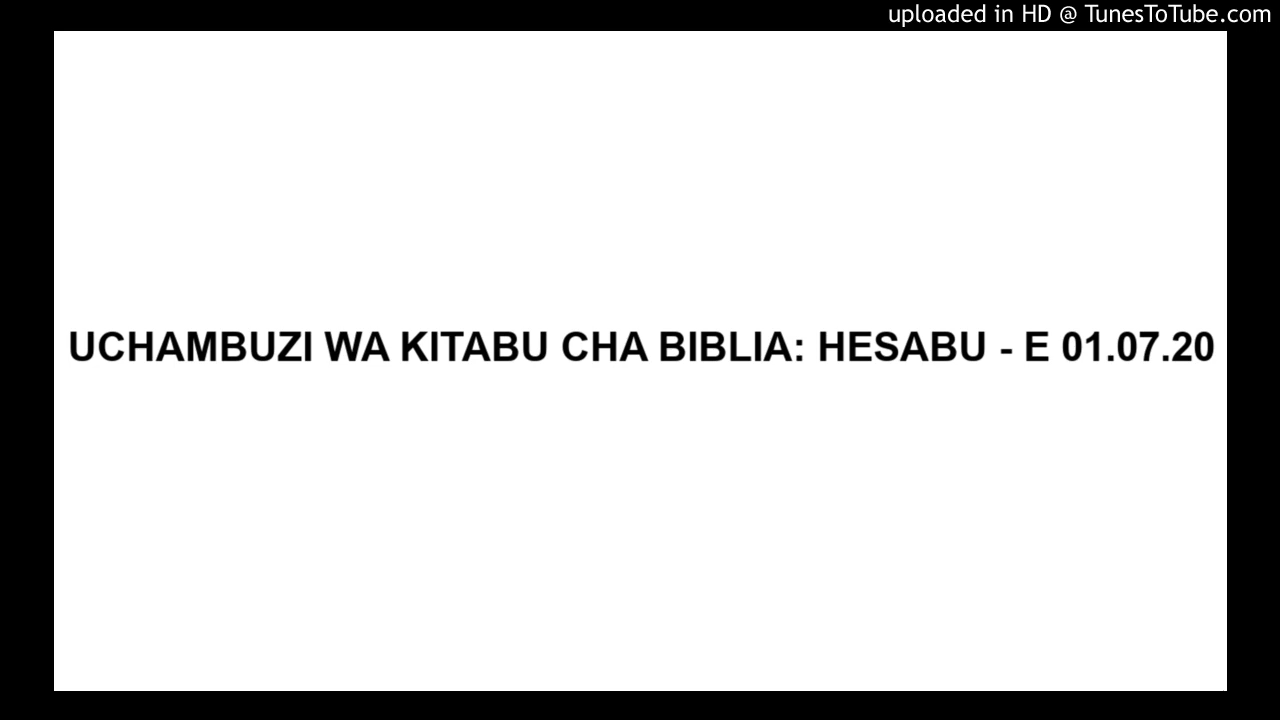 uploaded in HD @ TunesToTube.com
UCHAMBUZI WA KITABU CHA BIBLIA: HESABU - E 01.07.20